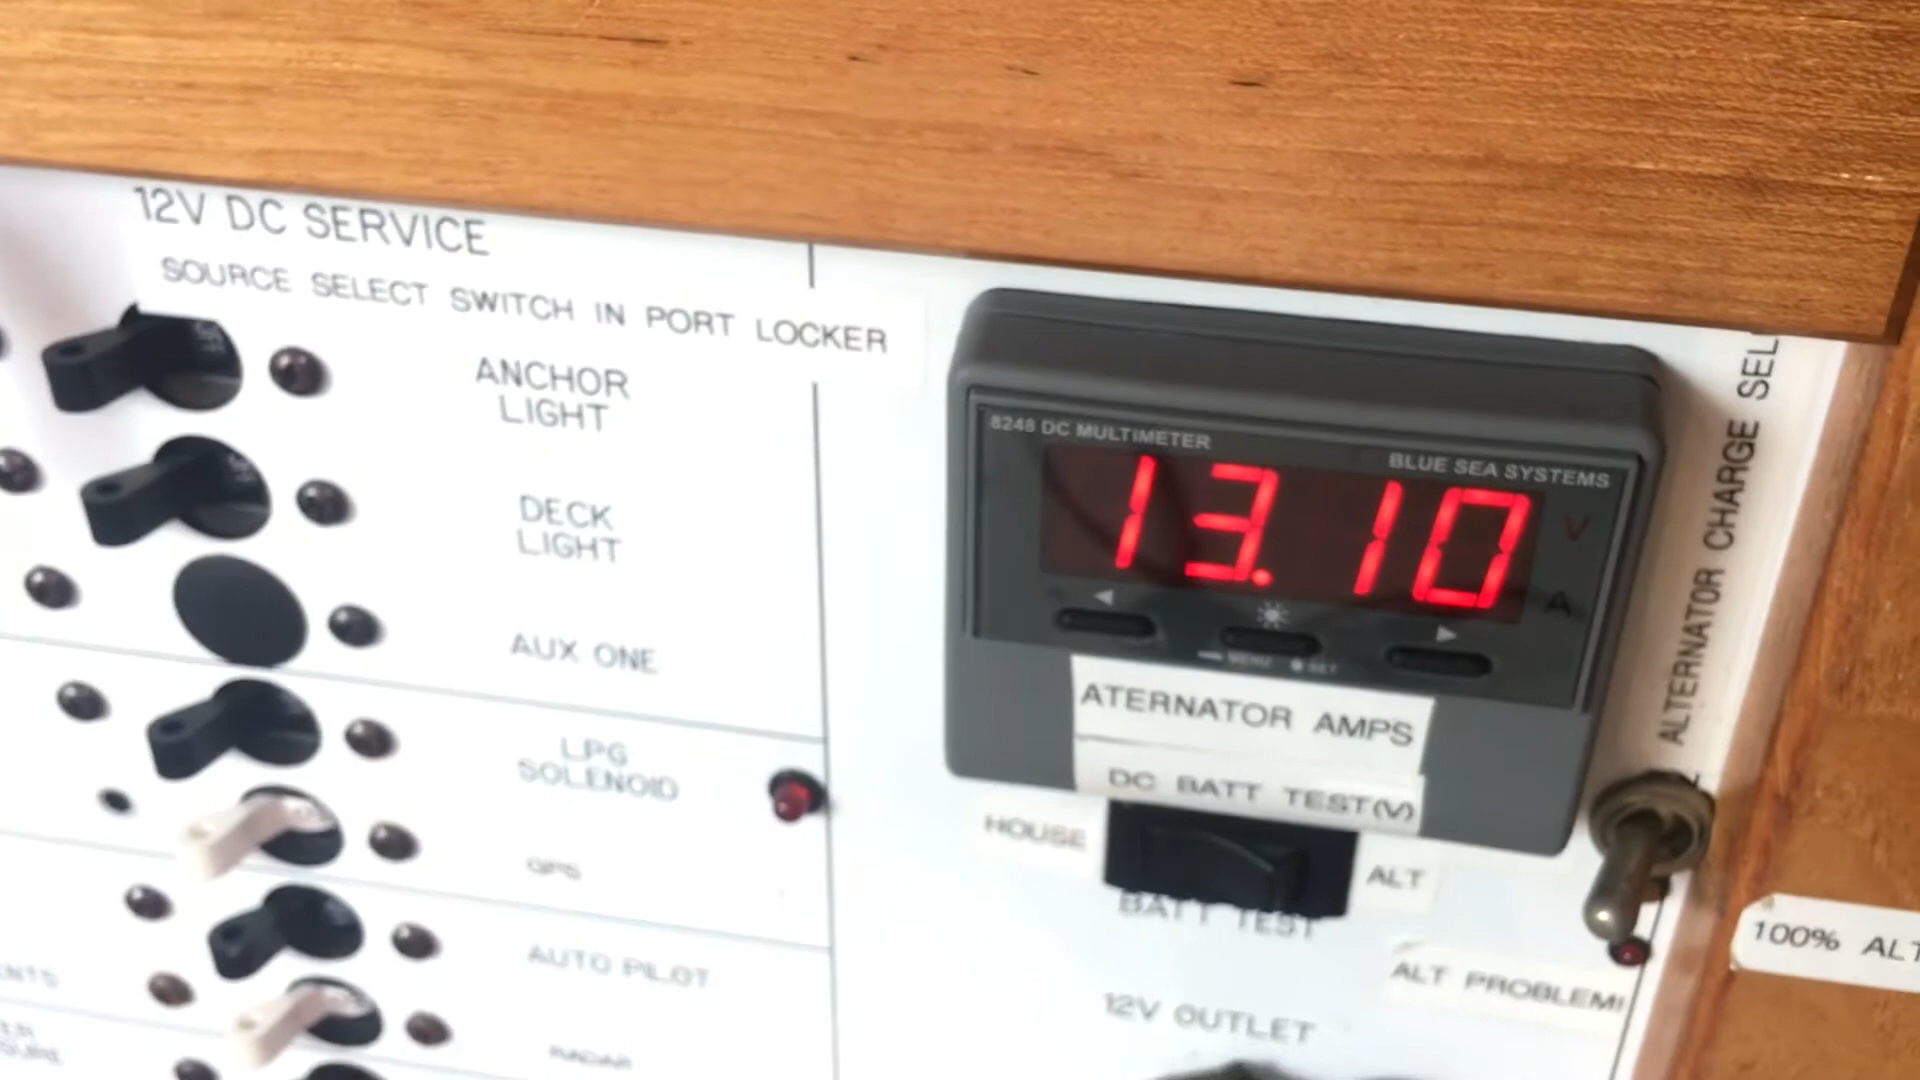 12V DC SERVICE
SOURCE SELECT SWITCH IN PORT LOCKER
ANCHOR
LIGHT
DECK
LIGHT
AUX ONE
LPG
SOLENOID
GPS
AUTO PILOT
RADAR
8248 DC MULTIMETER
BLUE SEA SYSTEMS
13.10
V
A
MENU SET
ATERNATOR AMPS
DC BATT TEST(V)
HOUSE
ALT
BATT TEST
ALT PROBLEM!
12V OUTLET
ALTERNATOR CHARGE SEL
100% ALT